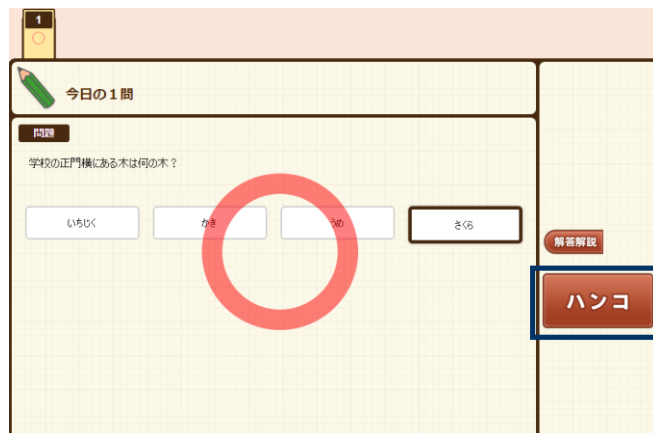 1
今日の1問
問題
学校の正門横にある木は何の木？
いちじく
かき
うめ
さくら
解答解説
ハンコ